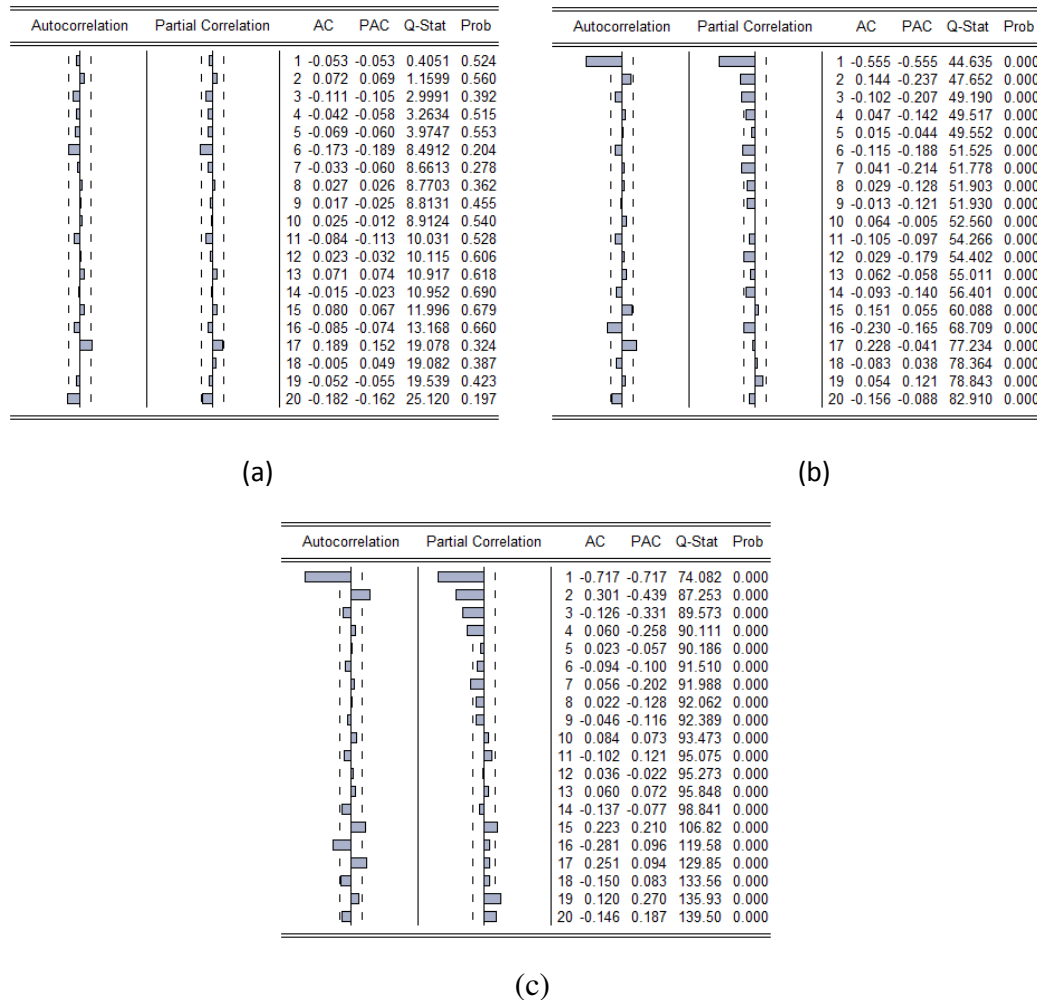 Autocorrelation Partial Correlation AC PAC Q-Stat Prob
1 -0.053 -0.053 0.4051 0.524
2 0.072 0.069 1.1599 0.560
3 -0.111 -0.105 2.9991 0.392
4 -0.042 -0.058 3.2634 0.515
5 -0.069 -0.060 3.9747 0.553
6 -0.173 -0.189 8.4912 0.204
7 -0.033 -0.060 8.6613 0.278
8 0.027 0.026 8.7703 0.362
9 0.017 -0.025 8.8131 0.455
10 0.025 -0.012 8.9124 0.540
11 -0.084 -0.113 10.031 0.528
12 0.023 -0.032 10.115 0.606
13 0.071 0.074 10.917 0.618
14 -0.015 -0.023 10.952 0.690
15 0.080 0.067 11.996 0.679
16 -0.085 -0.074 13.168 0.660
17 0.189 0.152 19.078 0.324
18 -0.005 0.049 19.082 0.387
19 -0.052 -0.055 19.539 0.423
20 -0.182 -0.162 25.120 0.197
(a)
Autocorrelation Partial Correlation AC PAC Q-Stat Prob
1 -0.555 -0.555 44.635 0.000
2 0.144 -0.237 47.652 0.000
3 -0.102 -0.207 49.190 0.000
4 0.047 -0.142 49.517 0.000
5 0.015 -0.044 49.552 0.000
6 -0.115 -0.188 51.525 0.000
7 0.041 -0.214 51.778 0.000
8 0.029 -0.128 51.903 0.000
9 -0.013 -0.121 51.930 0.000
10 0.064 -0.005 52.560 0.000
11 -0.105 -0.097 54.266 0.000
12 0.029 -0.179 54.402 0.000
13 0.062 -0.058 55.011 0.000
14 -0.093 -0.140 56.401 0.000
15 0.151 0.055 60.088 0.000
16 -0.230 -0.165 68.709 0.000
17 0.228 -0.041 77.234 0.000
18 -0.083 0.038 78.364 0.000
19 0.054 0.121 78.843 0.000
20 -0.156 -0.088 82.910 0.000
(b)
Autocorrelation Partial Correlation AC PAC Q-Stat Prob
1 -0.717 -0.717 74.082 0.000
2 0.301 -0.439 87.253 0.000
3 -0.126 -0.331 89.573 0.000
4 0.060 -0.258 90.111 0.000
5 0.023 -0.057 90.186 0.000
6 -0.094 -0.100 91.510 0.000
7 0.056 -0.202 91.988 0.000
8 0.022 -0.128 92.062 0.000
9 -0.046 -0.116 92.389 0.000
10 0.084 0.073 93.473 0.000
11 -0.102 0.121 95.075 0.000
12 0.036 -0.022 95.273 0.000
13 0.060 0.072 95.848 0.000
14 -0.137 -0.077 98.841 0.000
15 0.223 0.210 106.82 0.000
16 -0.281 0.096 119.58 0.000
17 0.251 0.094 129.85 0.000
18 -0.150 0.083 133.56 0.000
19 0.120 0.270 135.93 0.000
20 -0.146 0.187 139.50 0.000
(c)